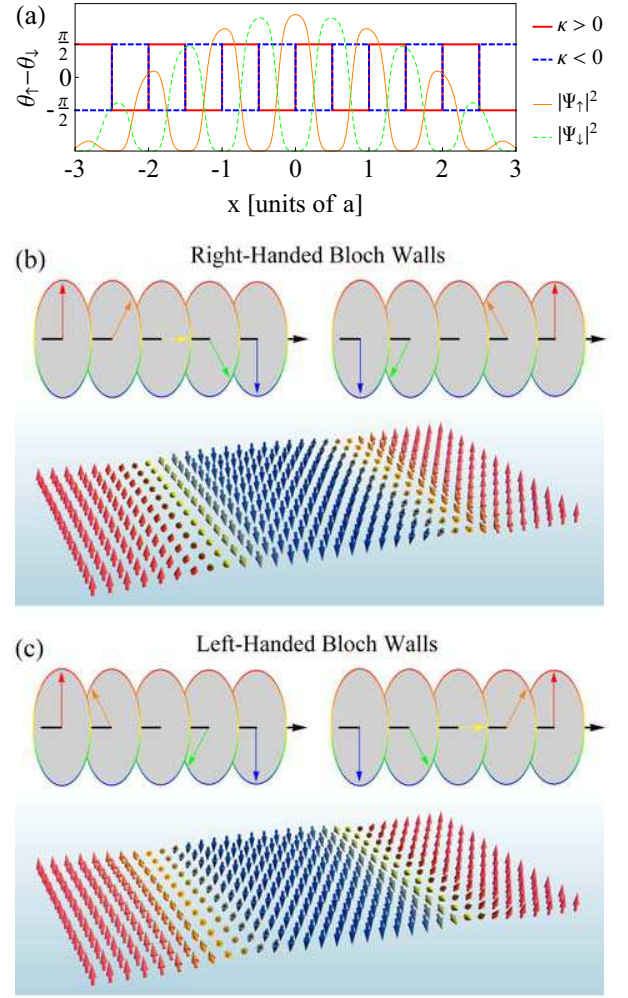 (a)
θ↑−θ↓
π/2
0
-π/2
-3 -2 -1 0 1 2 3
x [units of a]
κ > 0
κ < 0
|Ψ↑|²
|Ψ↓|²
(b)
Right-Handed Bloch Walls
(c)
Left-Handed Bloch Walls